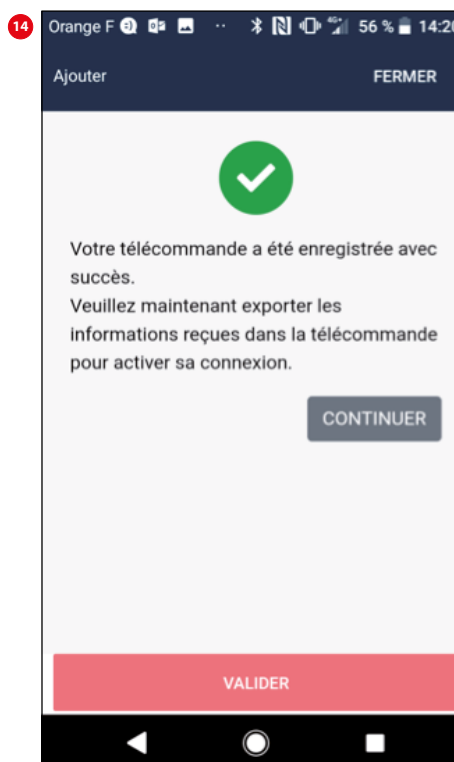 14
Orange F 56 % 14:20
Ajouter FERMER
Votre télécommande a été enregistrée avec
succès.
Veuillez maintenant exporter les
informations reçues dans la télécommande
pour activer sa connexion.
CONTINUER
VALIDER